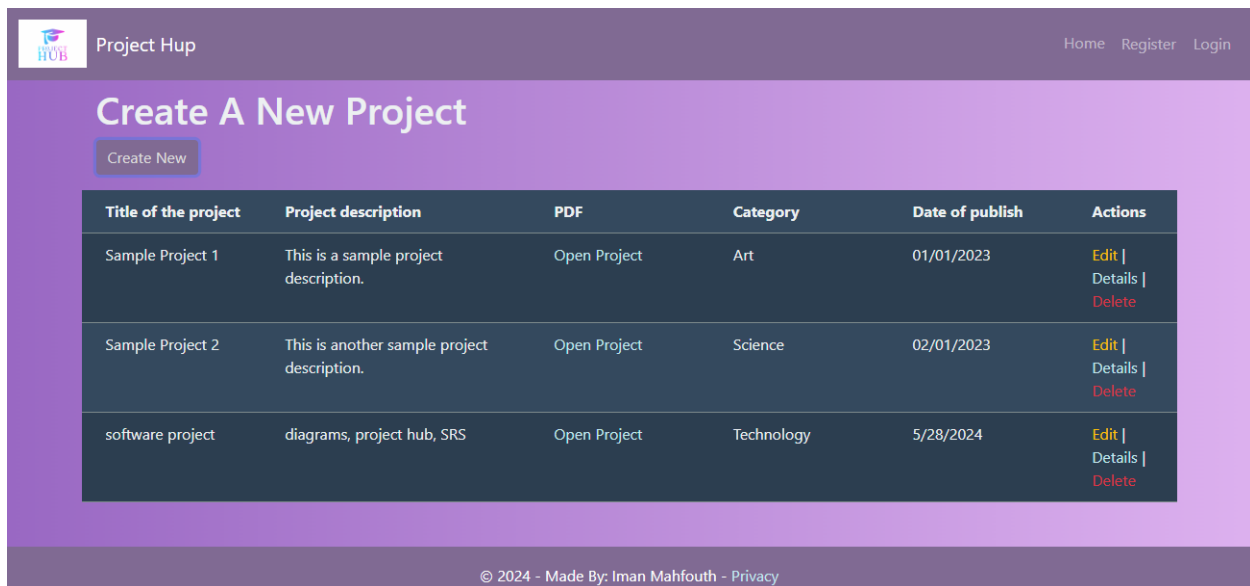 PROJECT
HUB
Project Hup
Home Register Login
Create A New Project
Create New
Title of the project Project description PDF Category Date of publish Actions
Sample Project 1 This is a sample project Open Project Art 01/01/2023 Edit |
description. Details |
Delete
Sample Project 2 This is another sample project Open Project Science 02/01/2023 Edit |
description. Details |
Delete
software project diagrams, project hub, SRS Open Project Technology 5/28/2024 Edit |
Details |
Delete
© 2024 - Made By: Iman Mahfouth - Privacy